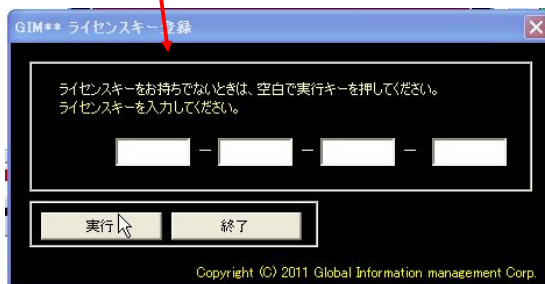 GIM** ライセンスキー登録
ライセンスキーをお持ちでないときは、空白で実行キーを押してください。
ライセンスキーを入力してください。
－ － －
実行 終了
Copyright (C) 2011 Global Information management Corp.